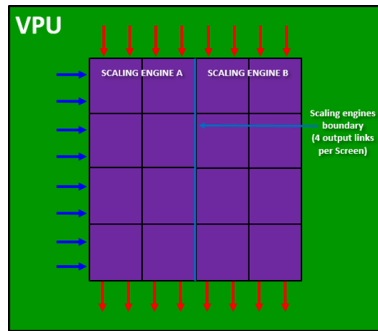 VPU
SCALING ENGINE A
SCALING ENGINE B
Scaling engines
boundary
(4 output links
per Screen)